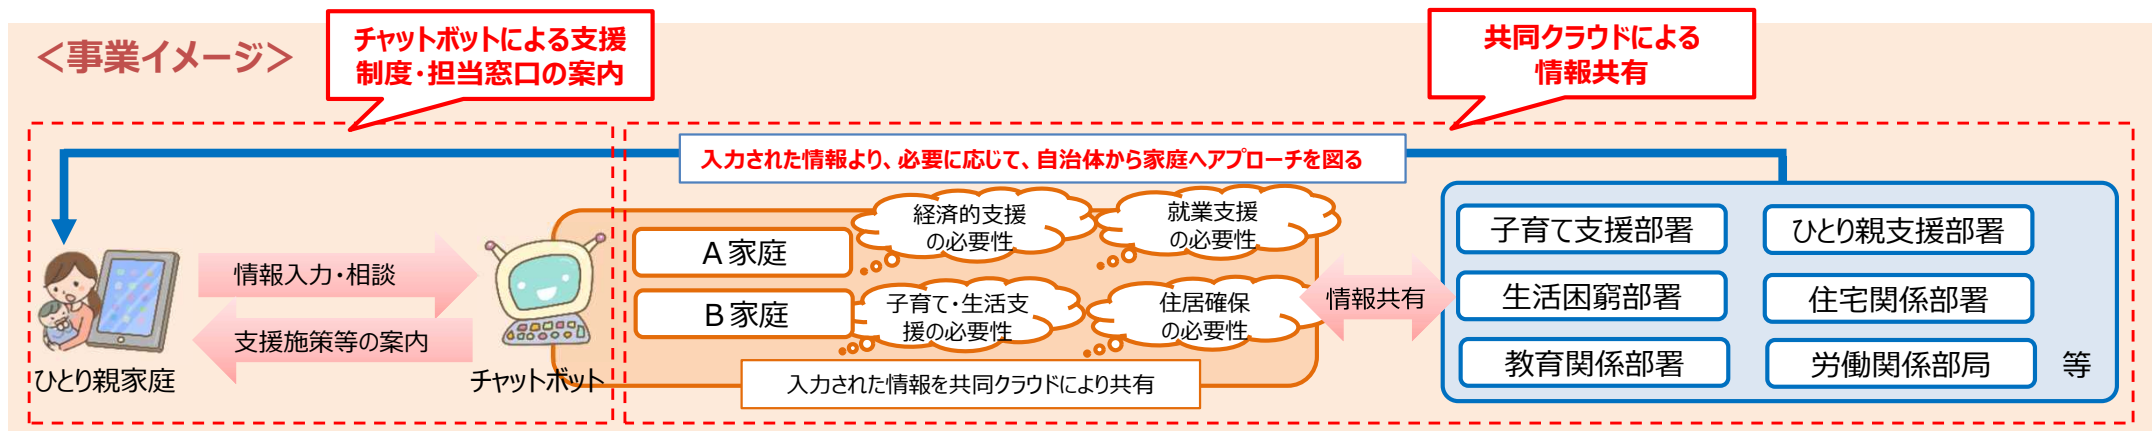 ＜事業イメージ＞
チャットボットによる支援
制度・担当窓口の案内
共同クラウドによる
情報共有
入力された情報より、必要に応じて、自治体から家庭へアプローチを図る
情報入力・相談
支援施策等の案内
ひとり親家庭
チャットボット
A 家庭
B 家庭
経済的支援
の必要性
就業支援
の必要性
子育て・生活支
援の必要性
住居確保
の必要性
入力された情報を共同クラウドにより共有
情報共有
子育て支援部署
ひとり親支援部署
生活困窮部署
住宅関係部署
教育関係部署
労働関係部局
等